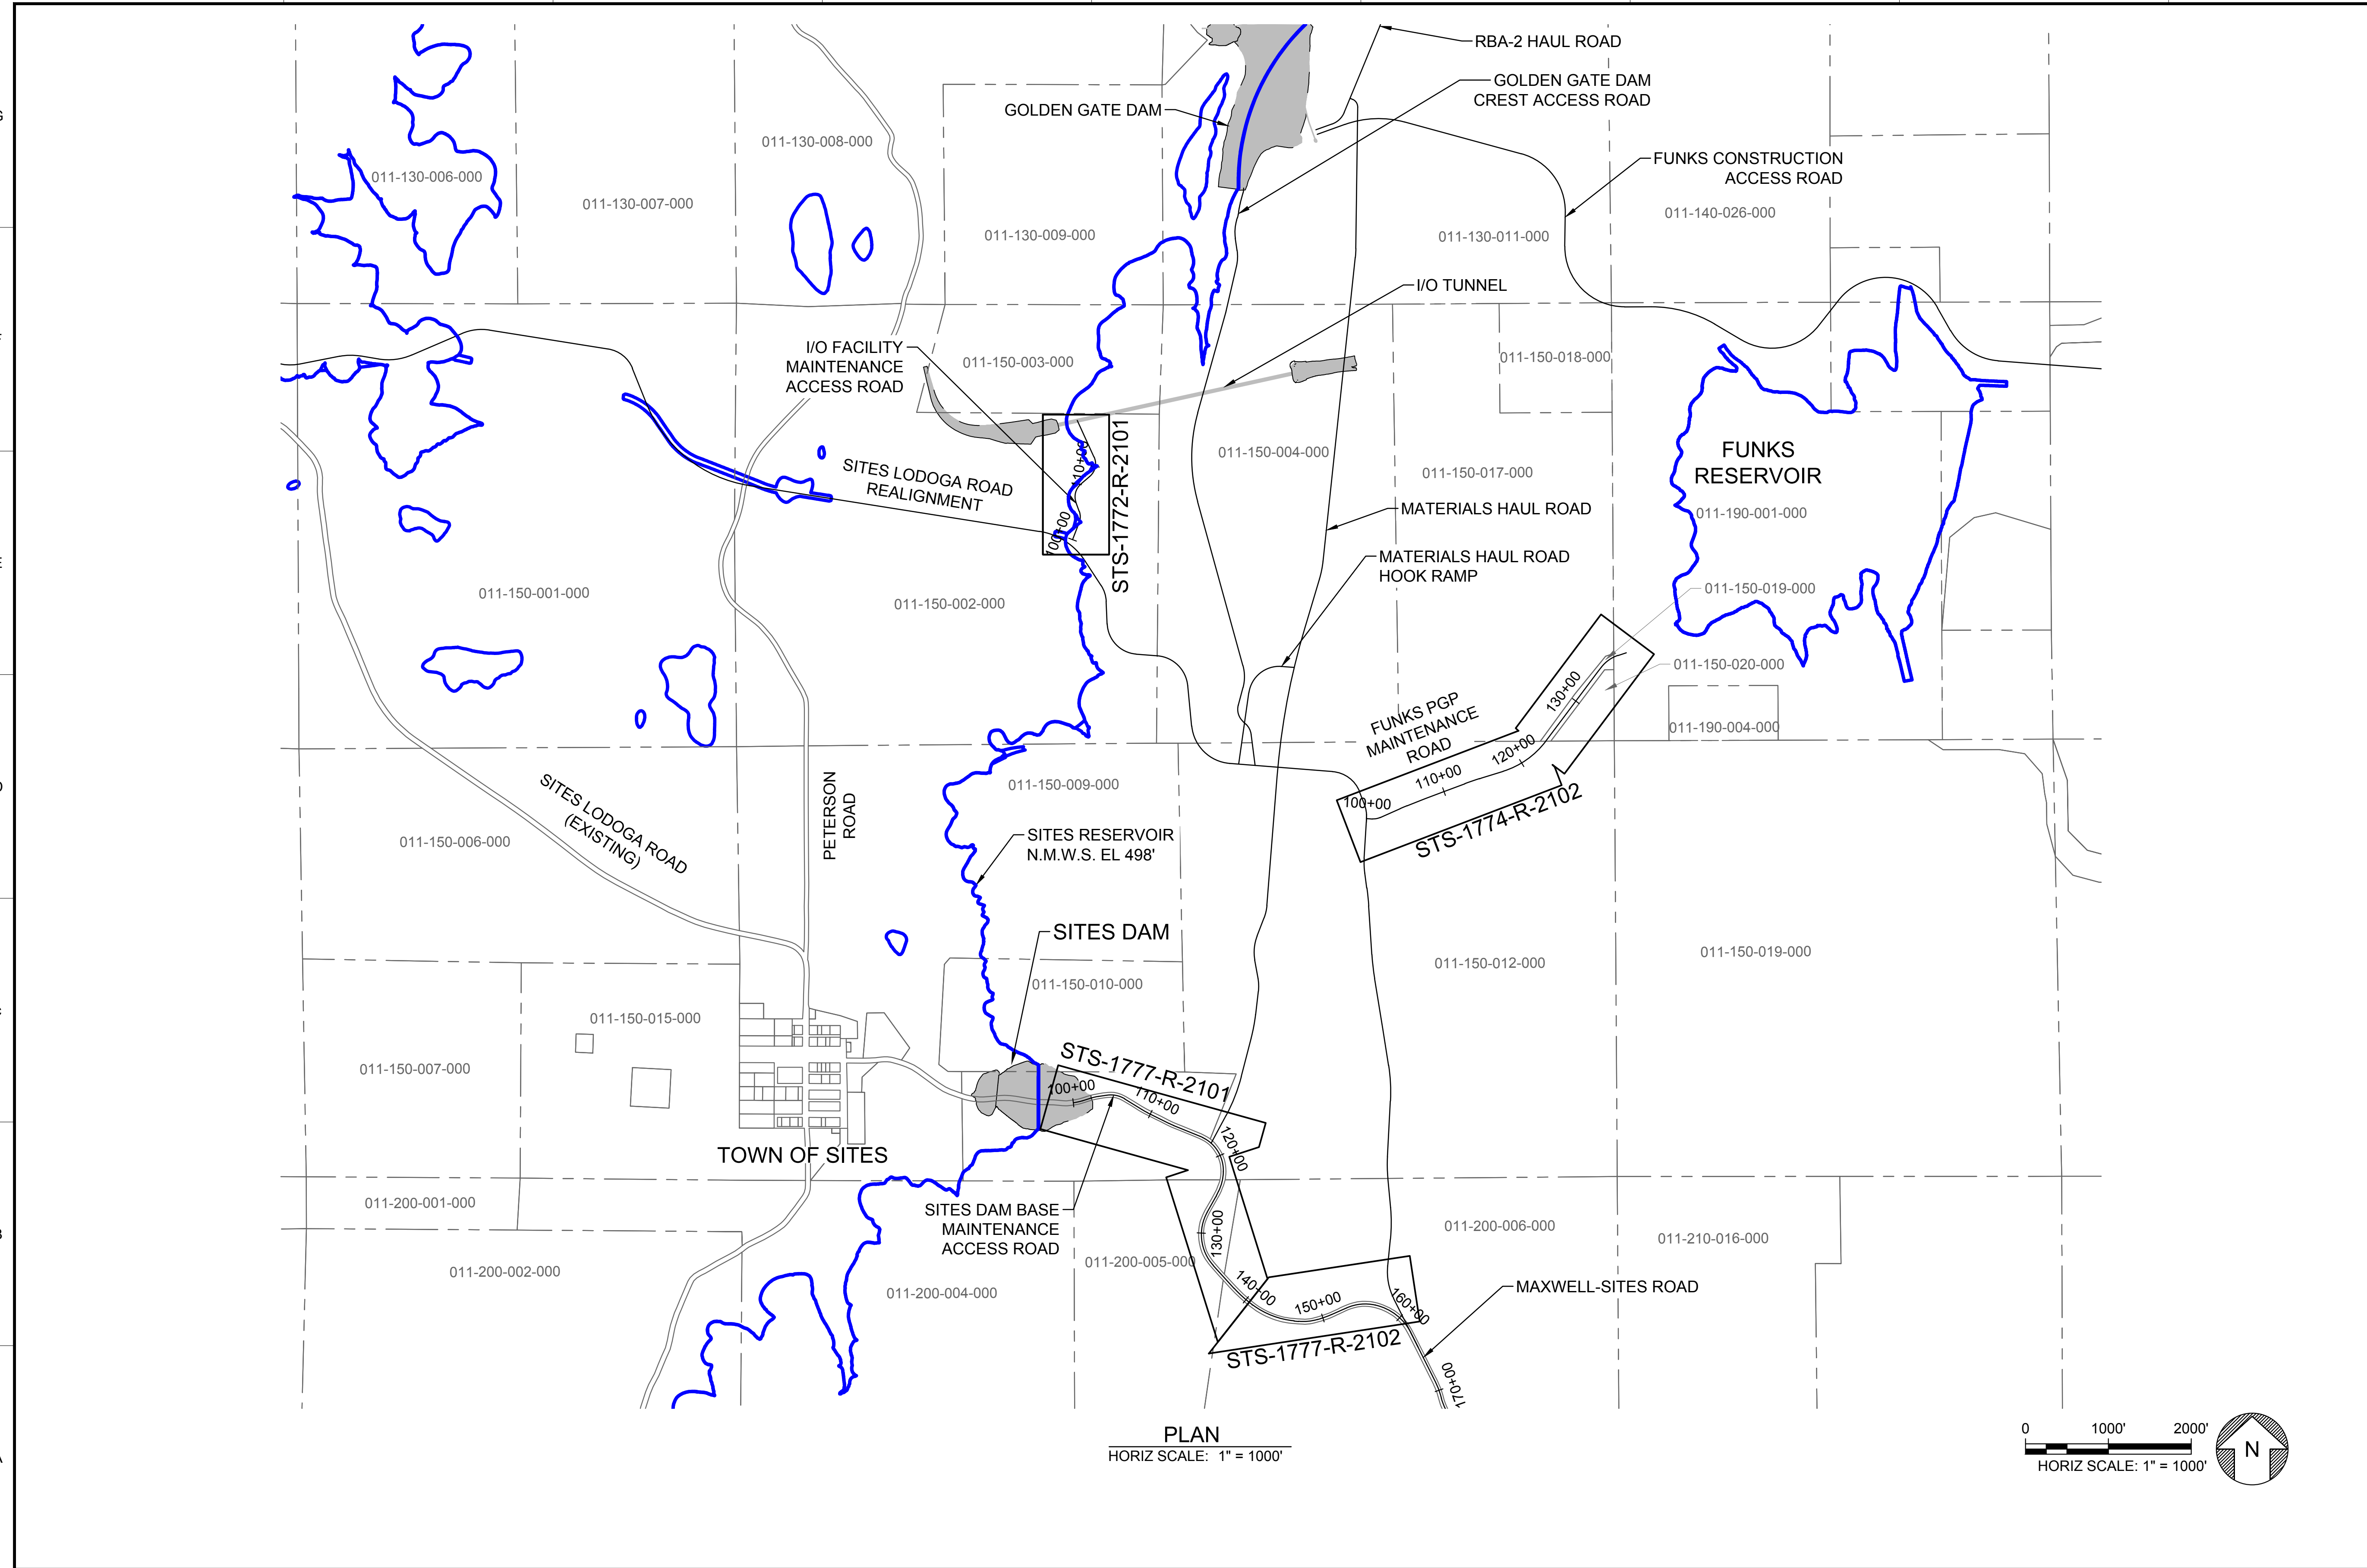 RBA-2 HAUL ROAD
GOLDEN GATE DAM
CREST ACCESS ROAD
GOLDEN GATE DAM
011-130-008-000
FUNKS CONSTRUCTION
ACCESS ROAD
011-130-006-000
011-130-007-000
011-140-026-000
011-130-009-000
011-130-011-000
I/O TUNNEL
I/O FACILITY
MAINTENANCE
ACCESS ROAD
011-150-003-000
011-150-018-000
STS-1772-R-2101
110+00
100+00
011-150-004-000
FUNKS
RESERVOIR
011-150-017-000
SITES LODOGA ROAD
REALIGNMENT
MATERIALS HAUL ROAD
011-190-001-000
MATERIALS HAUL ROAD
HOOK RAMP
011-150-001-000
011-150-002-000
011-150-019-000
011-150-020-000
130+00
FUNKS PGP
MAINTENANCE
ROAD
011-190-004-000
120+00
110+00
100+00
STS-1774-R-2102
011-150-009-000
SITES LODOGA ROAD
(EXISTING)
PETERSON
ROAD
SITES RESERVOIR
N.M.W.S. EL 498'
011-150-006-000
SITES DAM
011-150-012-000
011-150-019-000
011-150-010-000
011-150-015-000
011-150-007-000
STS-1777-R-2101
100+00
110+00
120+00
TOWN OF SITES
011-200-001-000
SITES DAM BASE
MAINTENANCE
ACCESS ROAD
130+00
011-200-006-000
011-210-016-000
011-200-002-000
011-200-005-000
011-200-004-000
140+00
150+00
160+00
MAXWELL-SITES ROAD
STS-1777-R-2102
170+00
PLAN
HORIZ SCALE: 1" = 1000'
0 1000' 2000'
HORIZ SCALE: 1" = 1000'
N